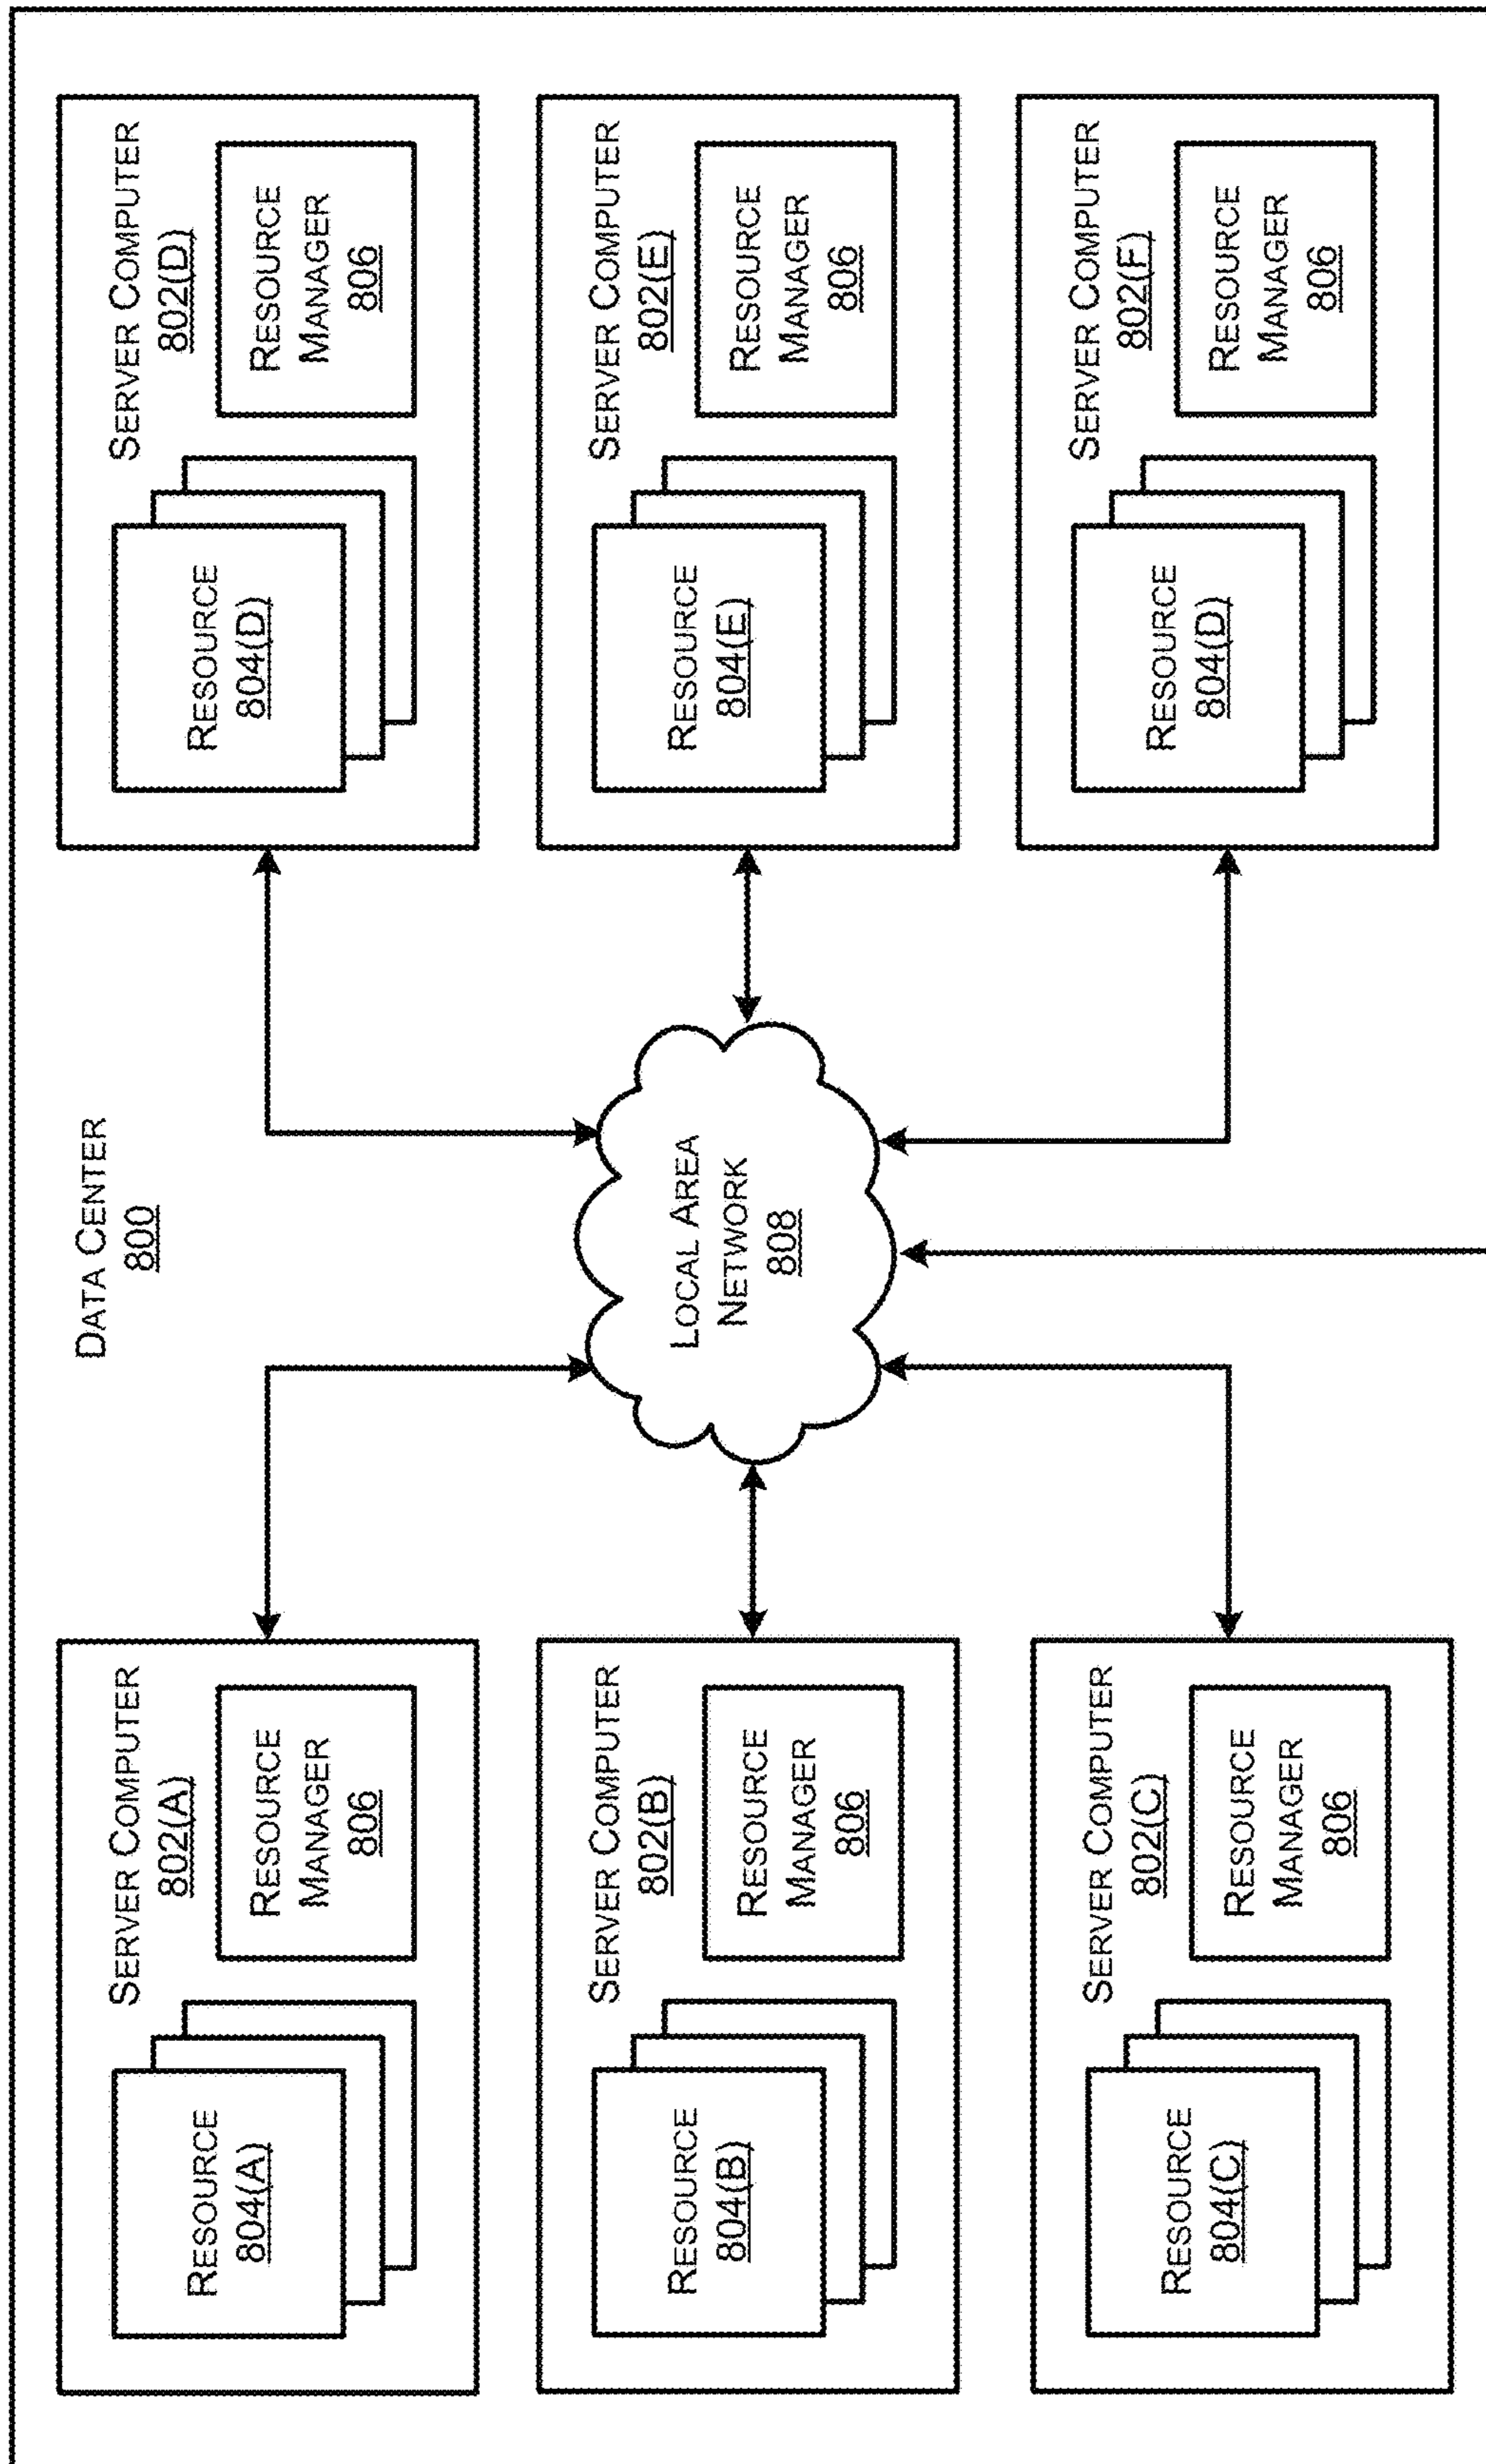 DATA CENTER
800
SERVER COMPUTER
802(A)
RESOURCE
804(A)
RESOURCE
MANAGER
806
SERVER COMPUTER
802(D)
RESOURCE
804(D)
RESOURCE
MANAGER
806
SERVER COMPUTER
802(B)
RESOURCE
804(B)
RESOURCE
MANAGER
806
LOCAL AREA
NETWORK
808
SERVER COMPUTER
802(E)
RESOURCE
804(E)
RESOURCE
MANAGER
806
SERVER COMPUTER
802(C)
RESOURCE
804(C)
RESOURCE
MANAGER
806
SERVER COMPUTER
802(F)
RESOURCE
804(D)
RESOURCE
MANAGER
806